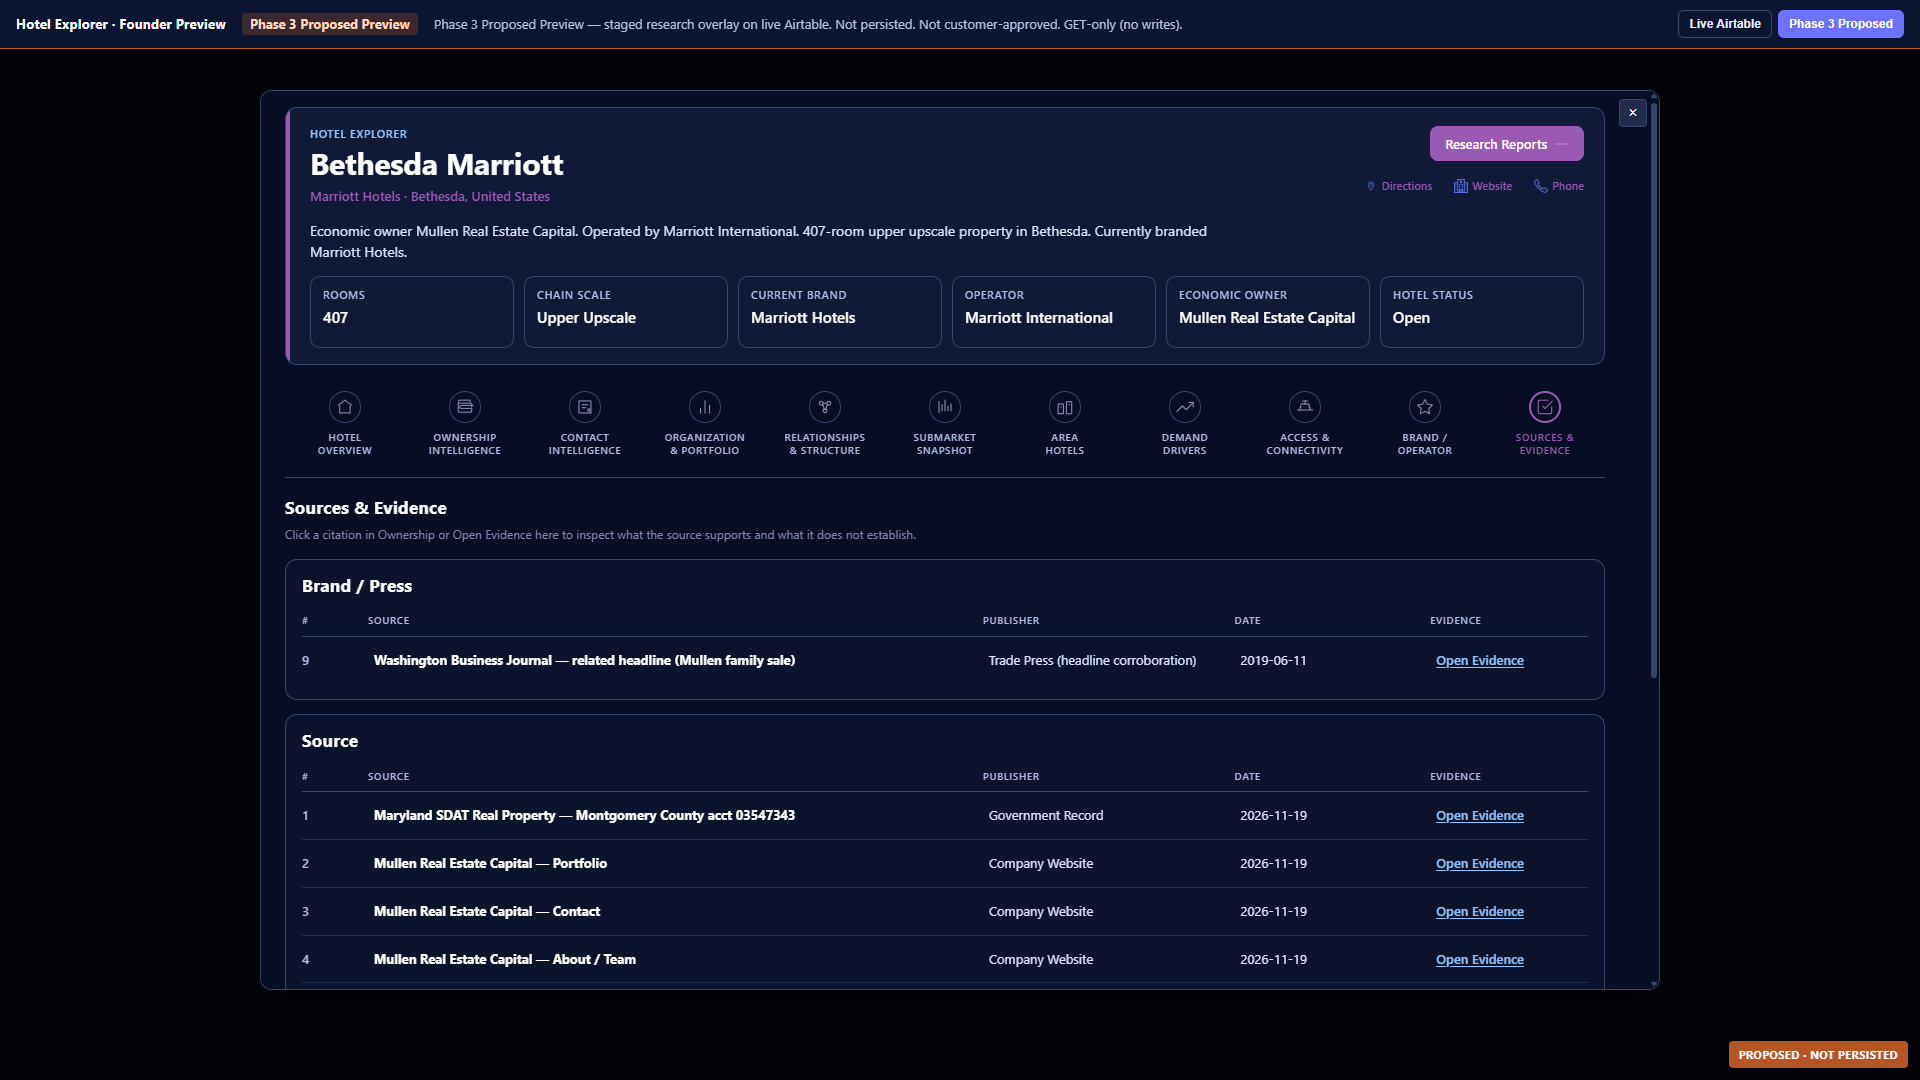 Hotel Explorer · Founder Preview
Phase 3 Proposed Preview
Phase 3 Proposed Preview — staged research overlay on live Airtable. Not persisted. Not customer-approved. GET-only (no writes).
Live Airtable
Phase 3 Proposed
×
HOTEL EXPLORER
Bethesda Marriott
Marriott Hotels · Bethesda, United States
Research Reports —
Directions
Website
Phone
Economic owner Mullen Real Estate Capital. Operated by Marriott International. 407-room upper upscale property in Bethesda. Currently branded
Marriott Hotels.
ROOMS
407
CHAIN SCALE
Upper Upscale
CURRENT BRAND
Marriott Hotels
OPERATOR
Marriott International
ECONOMIC OWNER
Mullen Real Estate Capital
HOTEL STATUS
Open
HOTEL
OVERVIEW
OWNERSHIP
INTELLIGENCE
CONTACT
INTELLIGENCE
ORGANIZATION
& PORTFOLIO
RELATIONSHIPS
& STRUCTURE
SUBMARKET
SNAPSHOT
AREA
HOTELS
DEMAND
DRIVERS
ACCESS &
CONNECTIVITY
BRAND /
OPERATOR
SOURCES &
EVIDENCE
Sources & Evidence
Click a citation in Ownership or Open Evidence here to inspect what the source supports and what it does not establish.
Brand / Press
# SOURCE PUBLISHER DATE EVIDENCE
9 Washington Business Journal — related headline (Mullen family sale) Trade Press (headline corroboration) 2019-06-11 Open Evidence
Source
# SOURCE PUBLISHER DATE EVIDENCE
1 Maryland SDAT Real Property — Montgomery County acct 03547343 Government Record 2026-11-19 Open Evidence
2 Mullen Real Estate Capital — Portfolio Company Website 2026-11-19 Open Evidence
3 Mullen Real Estate Capital — Contact Company Website 2026-11-19 Open Evidence
4 Mullen Real Estate Capital — About / Team Company Website 2026-11-19 Open Evidence
PROPOSED · NOT PERSISTED